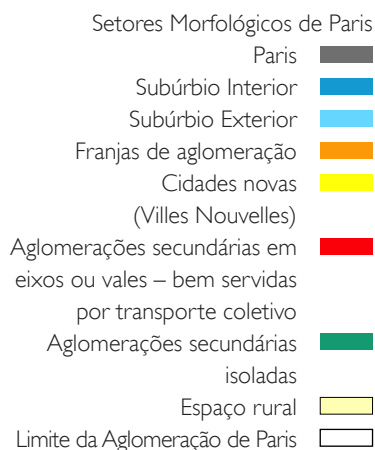 Setores Morfológicos de Paris
Paris
Subúrbio Interior
Subúrbio Exterior
Franjas de aglomeração
Cidades novas
(Villes Nouvelles)
Aglomerações secundárias em
eixos ou vales – bem servidas
por transporte coletivo
Aglomerações secundárias
isoladas
Espaço rural
Limite da Aglomeração de Paris